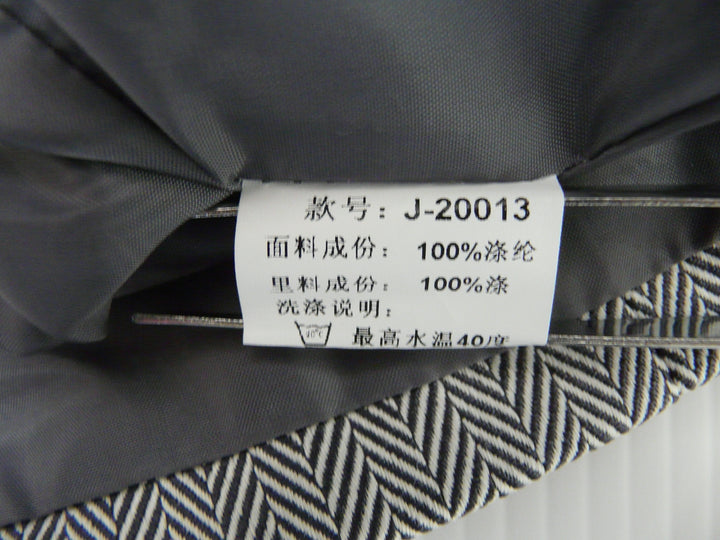 款号：J-20013
面料成份：100%涤纶
里料成份：100%涤
洗涤说明：
40℃ 最高水温40度